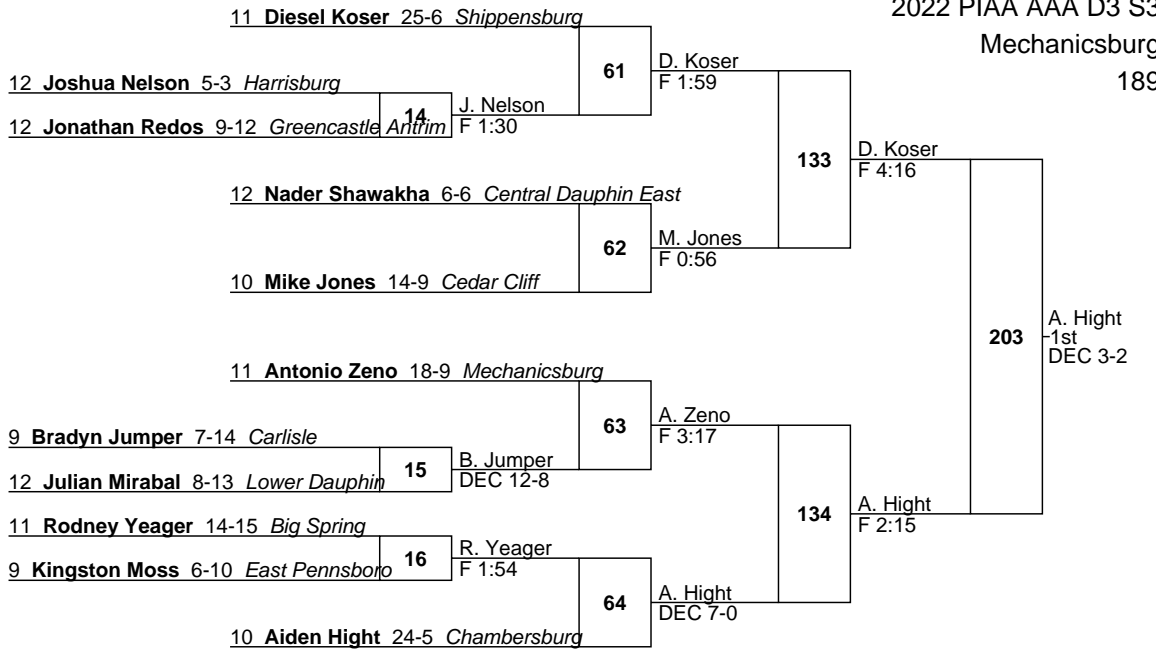 2022 PIAA AAA D3 S3
Mechanicsburg
189
11 Diesel Koser 25-6 Shippensburg
61
D. Koser
F 1:59
12 Joshua Nelson 5-3 Harrisburg
14
J. Nelson
F 1:30
12 Jonathan Redos 9-12 Greencastle Antrim
133
D. Koser
F 4:16
12 Nader Shawakha 6-6 Central Dauphin East
62
M. Jones
F 0:56
10 Mike Jones 14-9 Cedar Cliff
203
A. Hight
1st
DEC 3-2
11 Antonio Zeno 18-9 Mechanicsburg
63
A. Zeno
F 3:17
9 Bradyn Jumper 7-14 Carlisle
15
B. Jumper
DEC 12-8
12 Julian Mirabal 8-13 Lower Dauphin
134
A. Hight
F 2:15
11 Rodney Yeager 14-15 Big Spring
16
R. Yeager
F 1:54
9 Kingston Moss 6-10 East Pennsboro
64
A. Hight
DEC 7-0
10 Aiden Hight 24-5 Chambersburg